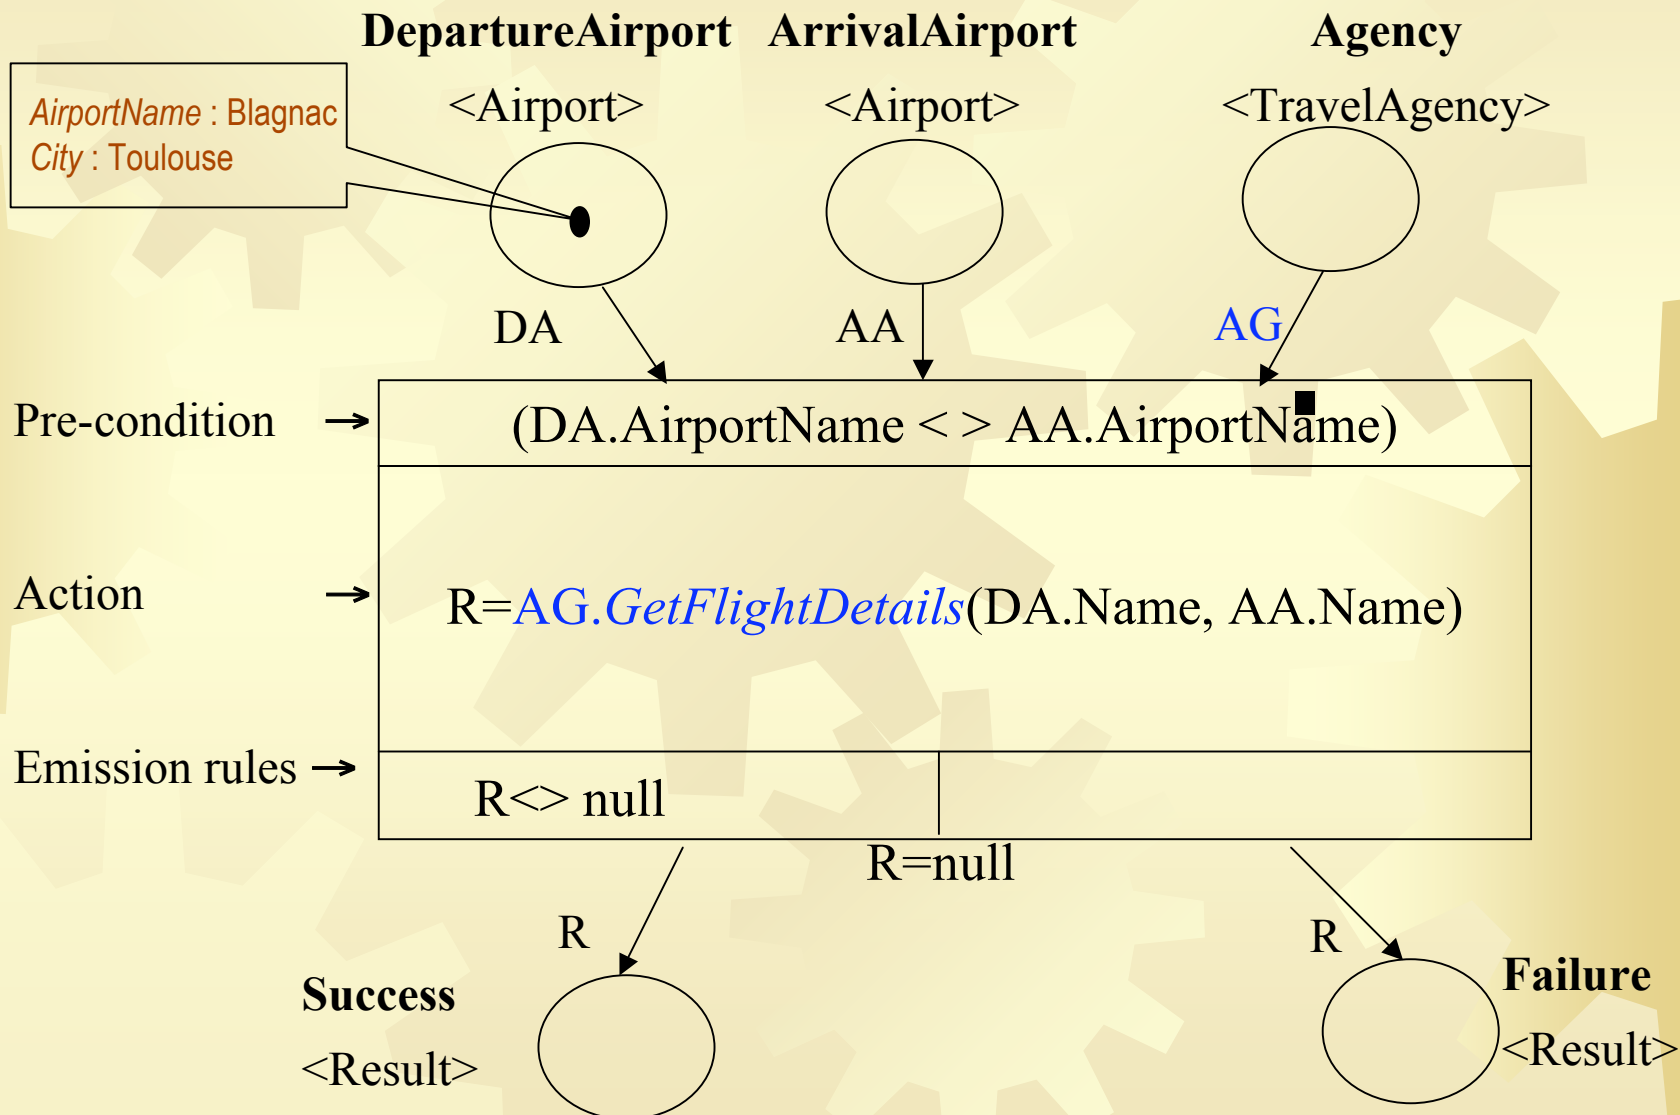 DepartureAirport ArrivalAirport Agency
<Airport> <Airport> <TravelAgency>
AirportName : Blagnac
City : Toulouse
DA AA AG
Pre-condition → (DA.AirportName < > AA.AirportName)
Action → R=AG.GetFlightDetails(DA.Name, AA.Name)
Emission rules →
R<> null
R=null
R R
Success Failure
<Result> <Result>